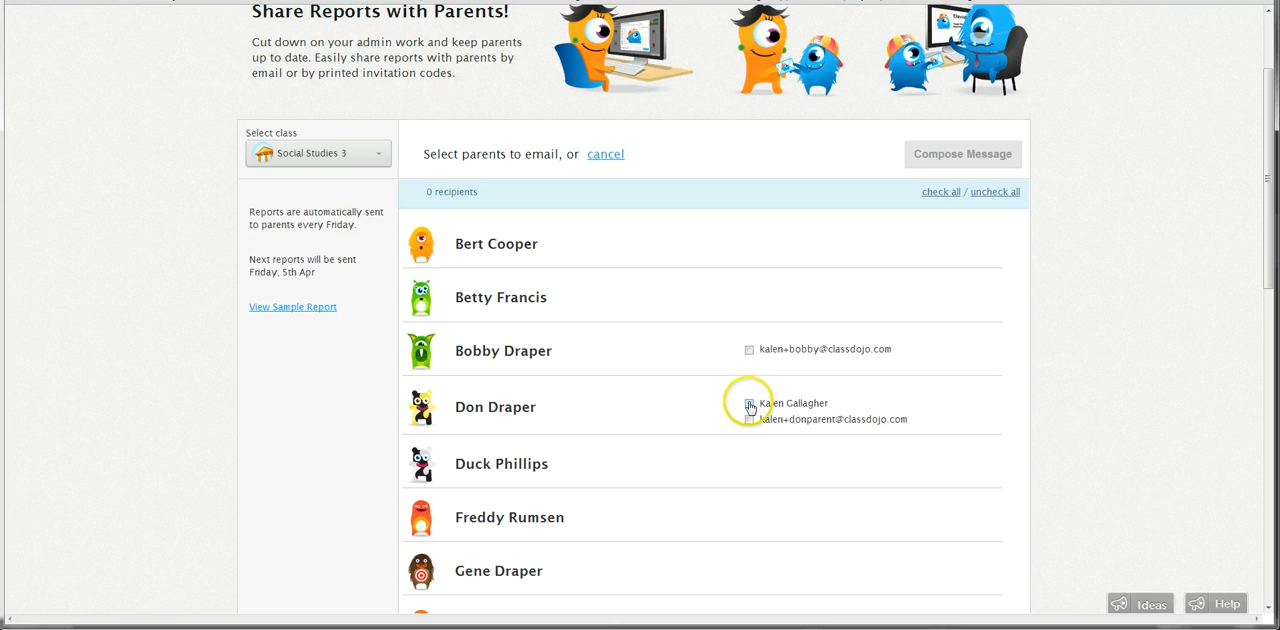 Share Reports with Parents!
Cut down on your admin work and keep parents
up to date. Easily share reports with parents by
email or by printed invitation codes.
Select class
Social Studies 3
Select parents to email, or cancel
Compose Message
0 recipients
check all / uncheck all
Reports are automatically sent
to parents every Friday.
Next reports will be sent
Friday, 5th Apr
View Sample Report
Bert Cooper
Betty Francis
Bobby Draper
kalen+bobby@classdojo.com
Don Draper
Kalen Gallagher
kalen+donparent@classdojo.com
Duck Phillips
Freddy Rumsen
Gene Draper
Ideas
Help